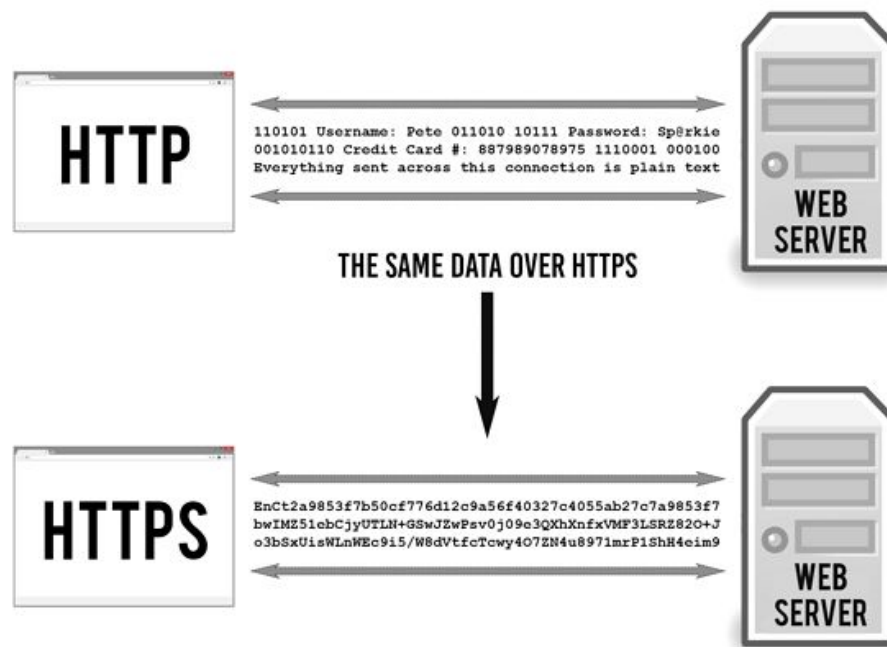 HTTP
110101 Username: Pete 011010 10111 Password: Sp@rkie
001010110 Credit Card #: 887989078975 1110001 000100
Everything sent across this connection is plain text
WEB
SERVER
THE SAME DATA OVER HTTPS
HTTPS
EnCt2a9853f7b50cf776d12c9a56f40327c4055ab27c7a9853f7
bwIMZ51cbCjyUTLN+GSwJZwPsv0j09e3QXhXnfxVMF3LSRZ82O+J
o3bSxUisWLnWEc9i5/W8dVtfcTcwy4O7ZN4u8971mrP1ShH4eim9
WEB
SERVER